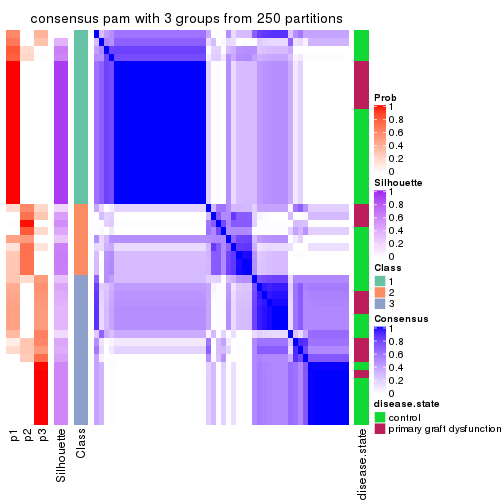 consensus pam with 3 groups from 250 partitions
Prob
1
0.8
0.6
0.4
0.2
0
Silhouette
1
0.8
0.6
0.4
0.2
0
Class
1
2
3
Consensus
1
0.8
0.6
0.4
0.2
0
disease.state
control
primary graft dysfunction
p1
p2
p3
Silhouette
Class
disease.state